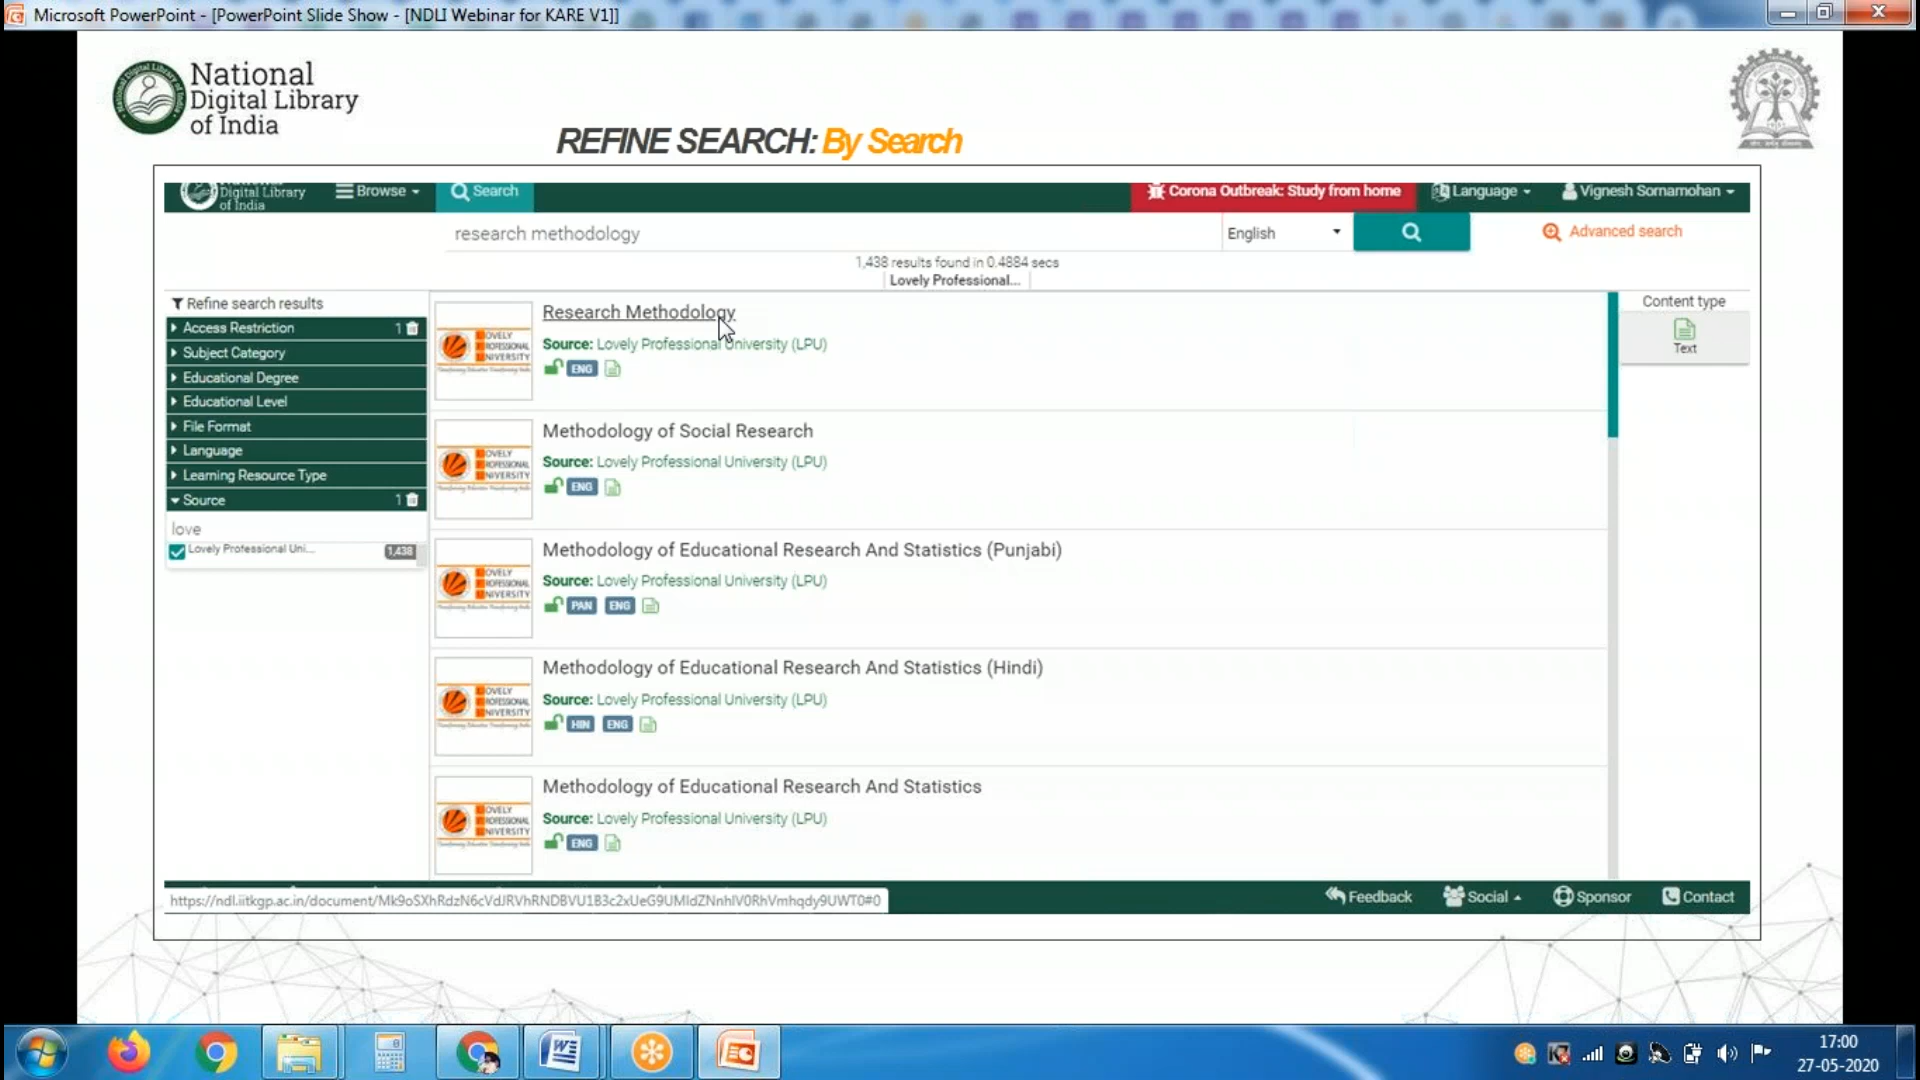 Microsoft PowerPoint - [PowerPoint Slide Show - [NDLI Webinar for KARE V1]]
National
Digital Library
of India
REFINE SEARCH: By Search
Digital Library
of India
Browse
Search
Corona Outbreak: Study from home
Language
Vignesh Sornamohan
research methodology
English
Advanced search
1,438 results found in 0.4884 secs
Lovely Professional...
Refine search results
Access Restriction 1
Subject Category
Educational Degree
Educational Level
File Format
Language
Learning Resource Type
Source 1
love
Lovely Professional Uni... 1,438
Research Methodology
Source: Lovely Professional University (LPU)
ENG
Methodology of Social Research
Source: Lovely Professional University (LPU)
ENG
Methodology of Educational Research And Statistics (Punjabi)
Source: Lovely Professional University (LPU)
PAN ENG
Methodology of Educational Research And Statistics (Hindi)
Source: Lovely Professional University (LPU)
HIN ENG
Methodology of Educational Research And Statistics
Source: Lovely Professional University (LPU)
ENG
Content type
Text
Feedback
Social
Sponsor
Contact
17:00
27-05-2020